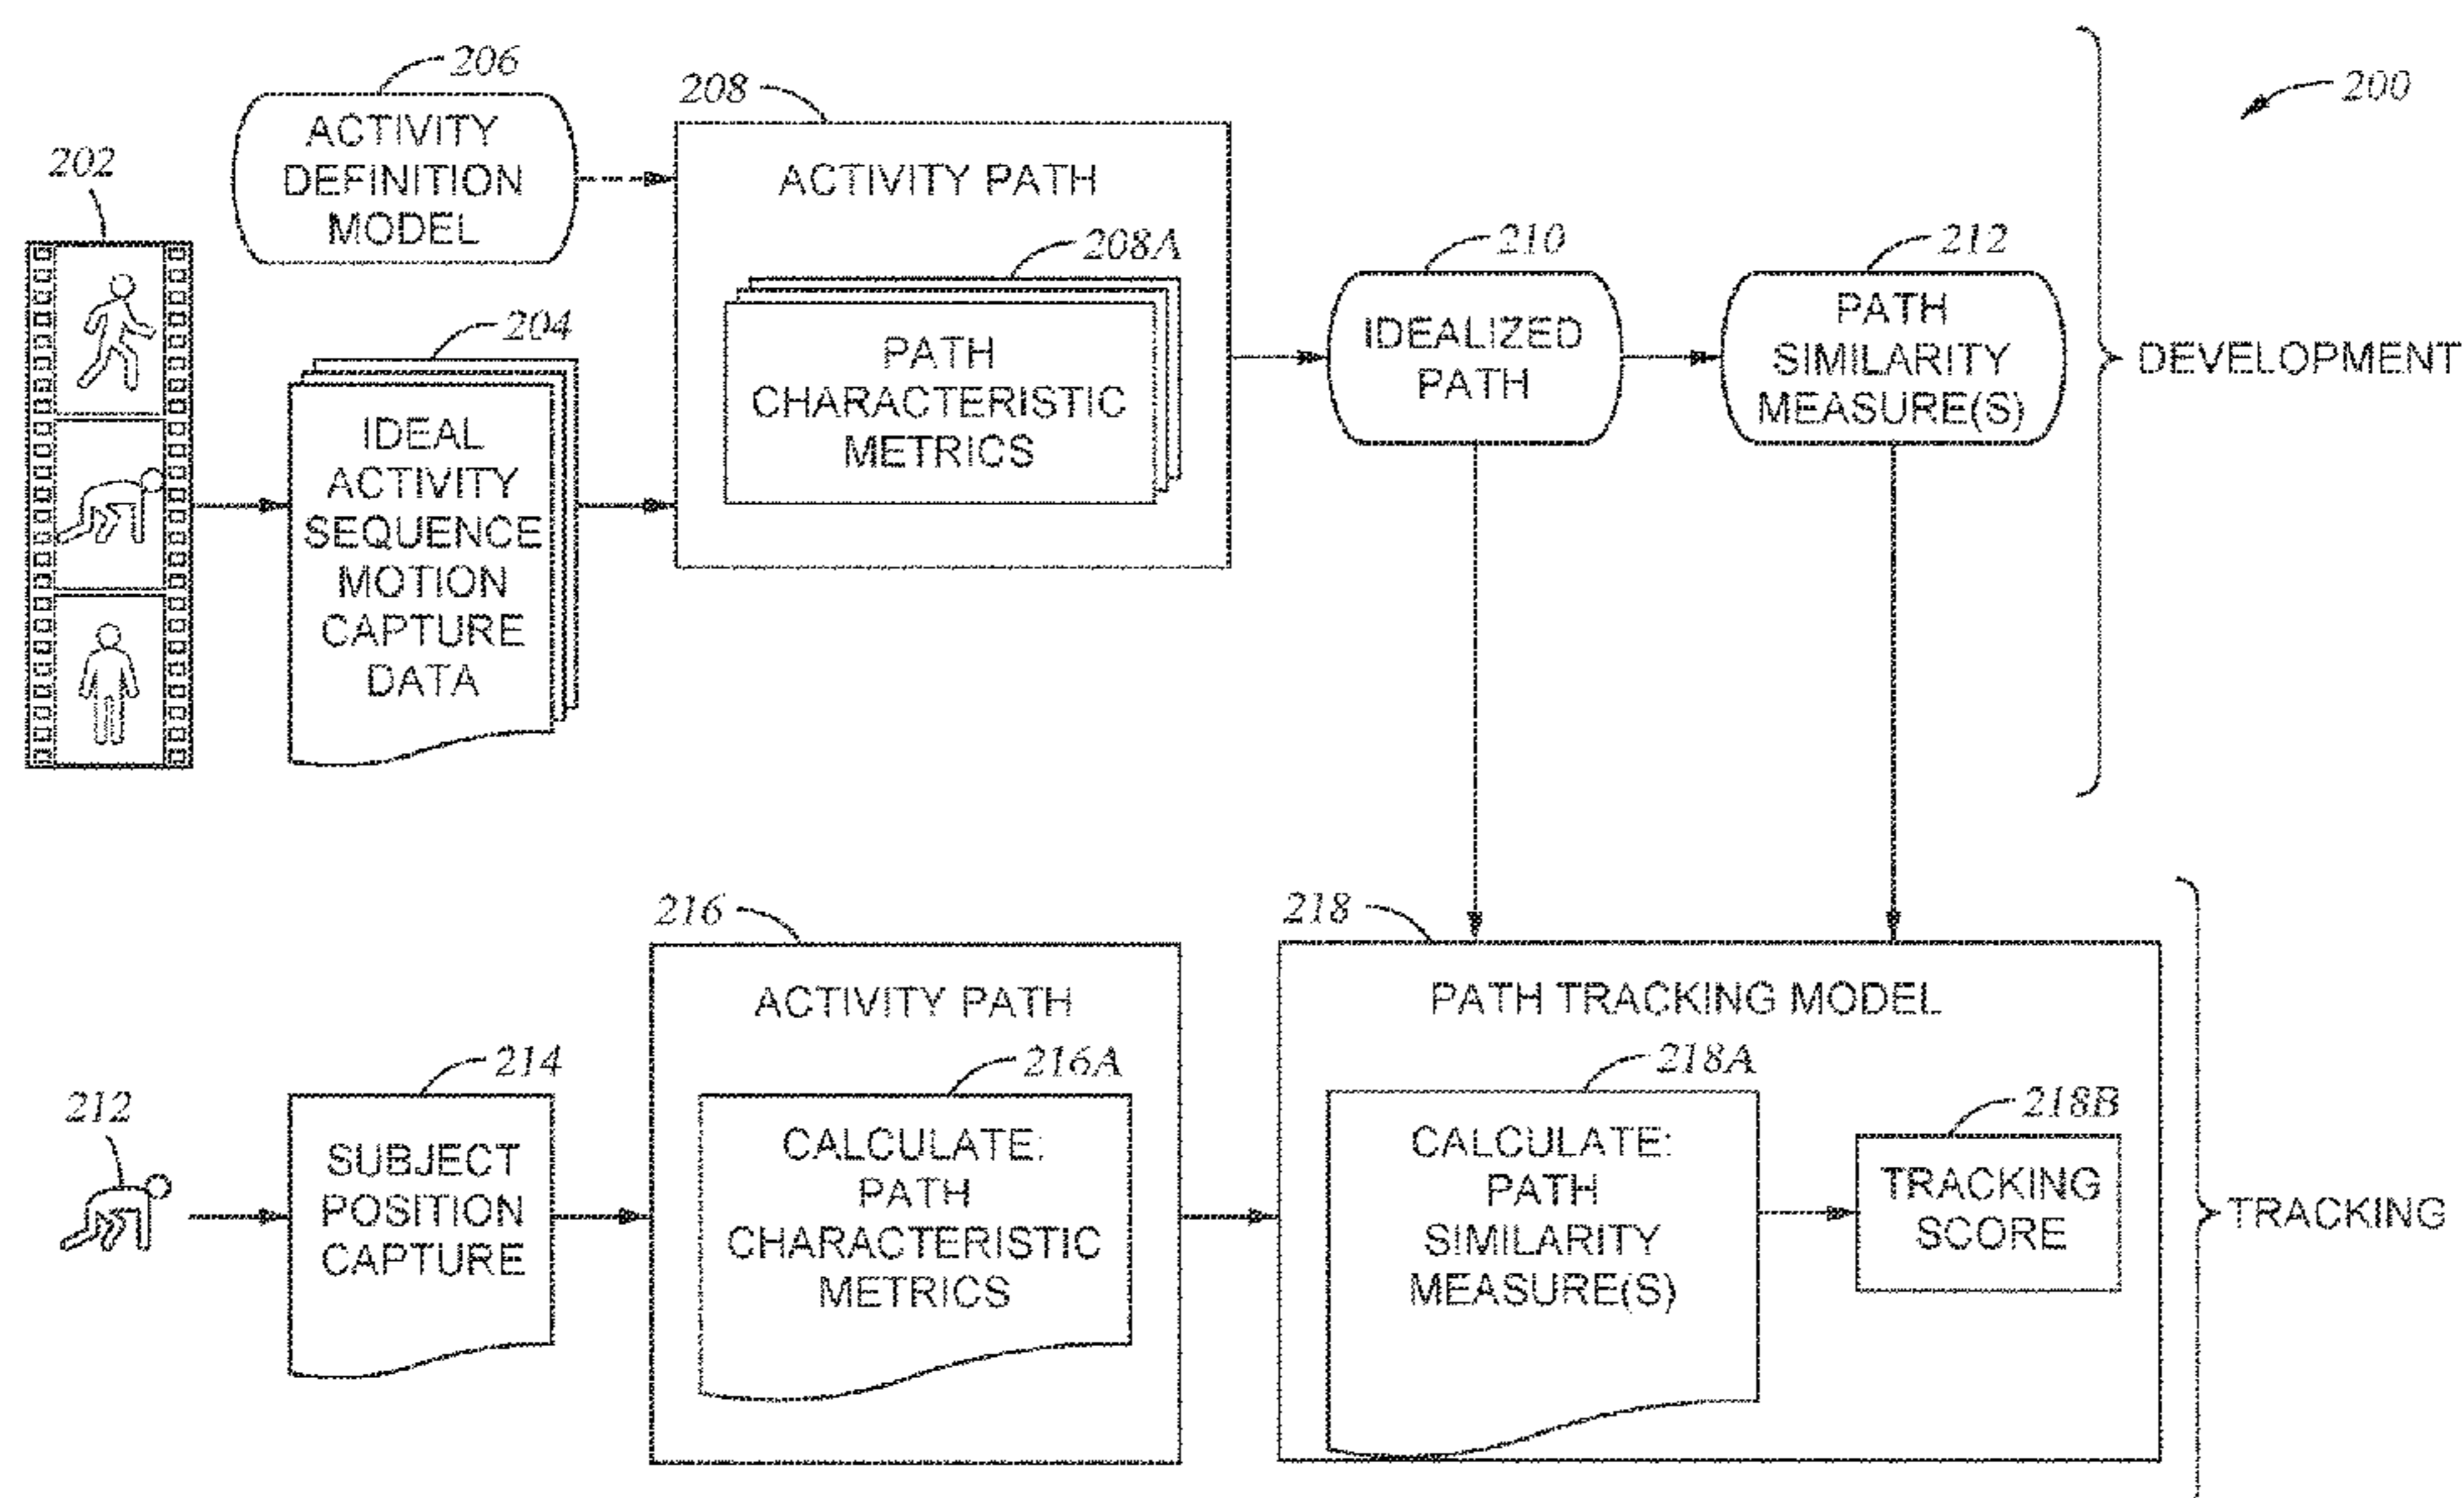 206
ACTIVITY
DEFINITION
MODEL
208
ACTIVITY PATH
208A
PATH
CHARACTERISTIC
METRICS
200
202
204
IDEAL
ACTIVITY
SEQUENCE
MOTION
CAPTURE
DATA
210
IDEALIZED
PATH
212
PATH
SIMILARITY
MEASURE(S)
DEVELOPMENT
212
214
SUBJECT
POSITION
CAPTURE
216
ACTIVITY PATH
216A
CALCULATE:
PATH
CHARACTERISTIC
METRICS
218
PATH TRACKING MODEL
218A
CALCULATE:
PATH
SIMILARITY
MEASURE(S)
218B
TRACKING
SCORE
TRACKING